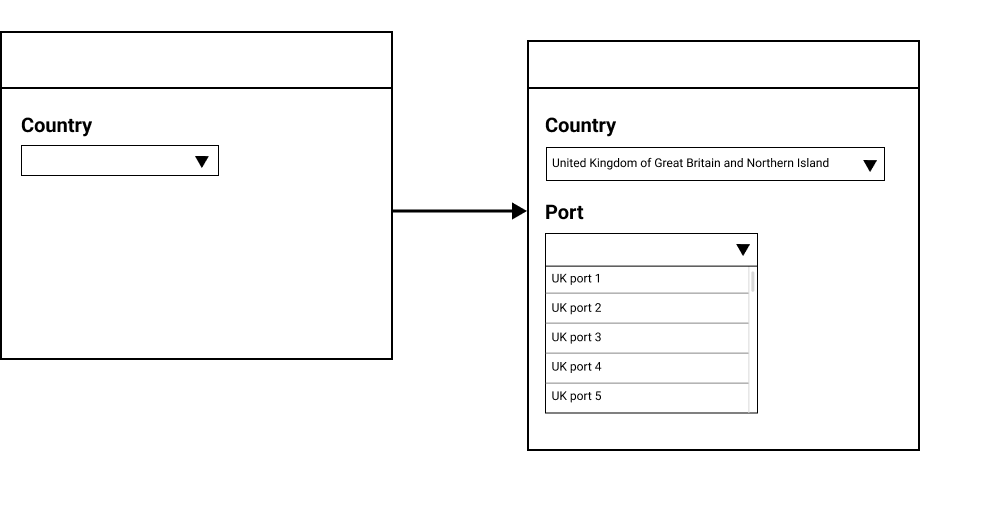 Country
Country
United Kingdom of Great Britain and Northern Island
Port
UK port 1
UK port 2
UK port 3
UK port 4
UK port 5